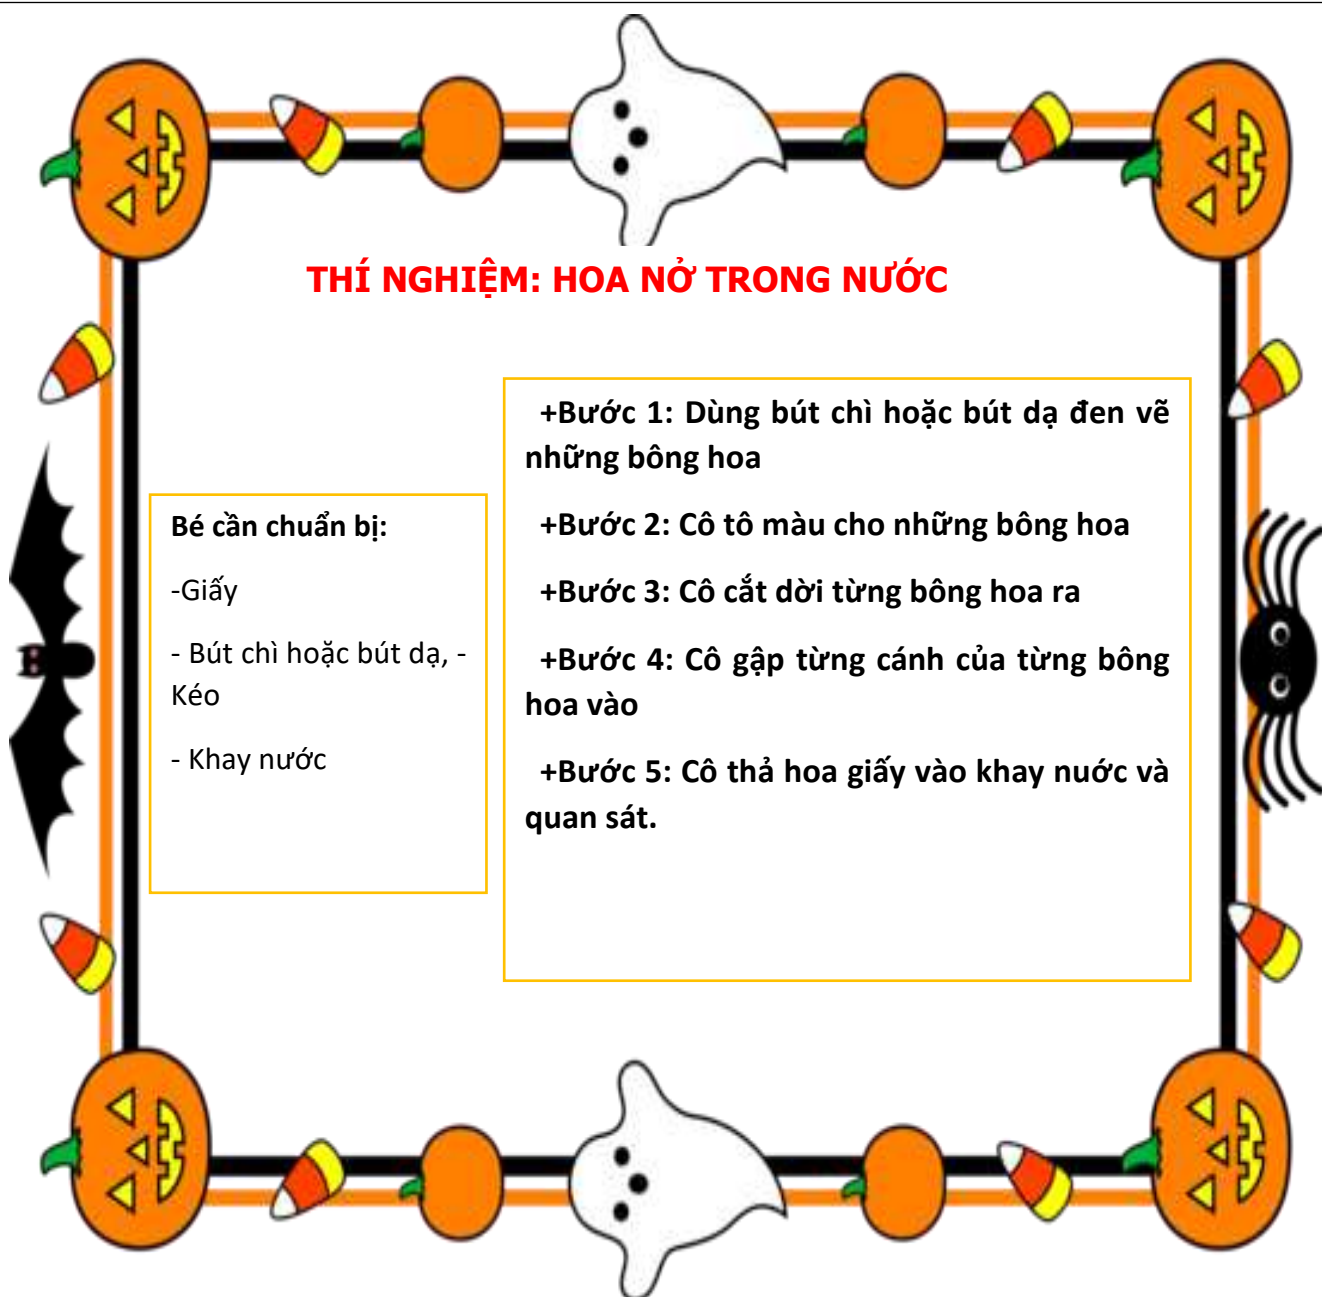 THÍ NGHIỆM: HOA NỞ TRONG NƯỚC
Bé cần chuẩn bị:
-Giấy
- Bút chì hoặc bút dạ, -
Kéo
- Khay nước
+Bước 1: Dùng bút chì hoặc bút dạ đen vẽ
những bông hoa
+Bước 2: Cô tô màu cho những bông hoa
+Bước 3: Cô cắt dời từng bông hoa ra
+Bước 4: Cô gập từng cánh của từng bông
hoa vào
+Bước 5: Cô thả hoa giấy vào khay nuớc và
quan sát.